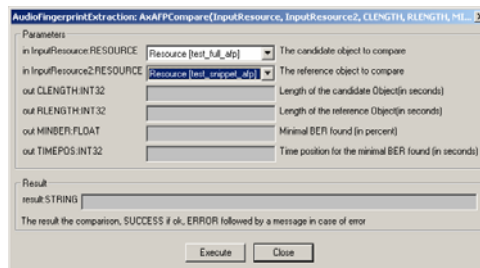 AudioFingerprintExtraction: AxAFPCompare(InputResource, InputResource2, CLENGTH, RLENGTH, MI...
Parameters
in InputResource:RESOURCE Resource [test_full_afp] The candidate object to compare
in InputResource2:RESOURCE Resource [test_snippet_afp] The reference object to compare
out CLENGTH:INT32 Length of the candidate Object(in seconds)
out RLENGTH:INT32 Length of the reference Object(in seconds)
out MINBER:FLOAT Minimal BER found (in percent)
out TIMEPOS:INT32 Time position for the minimal BER found (in seconds)
Result
result:STRING
The result the comparison, SUCCESS if ok, ERROR followed by a message in case of error
Execute Close